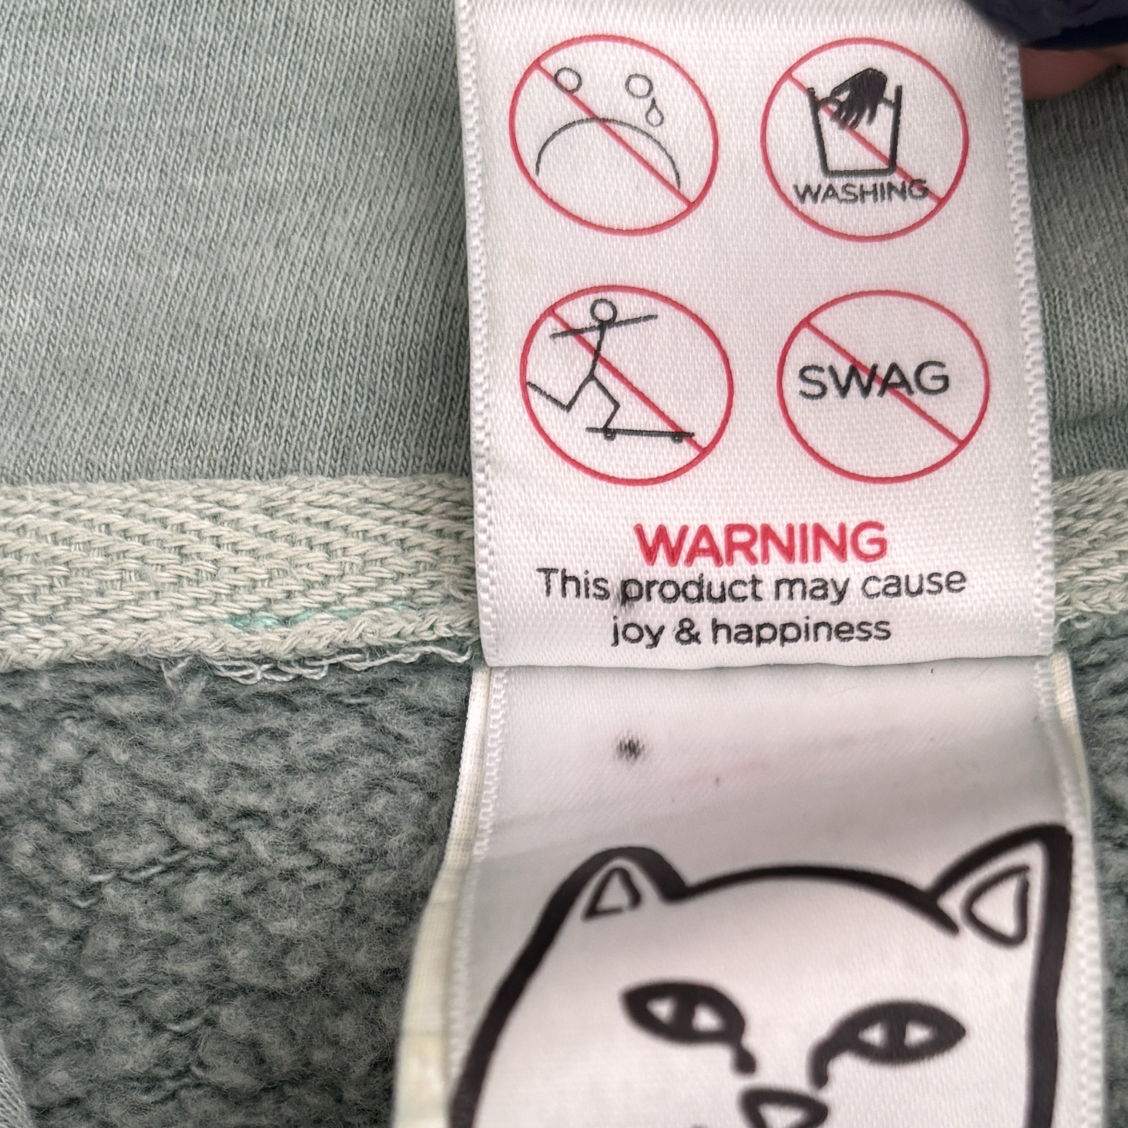 WASHING
SWAG
WARNING
This product may cause
joy & happiness